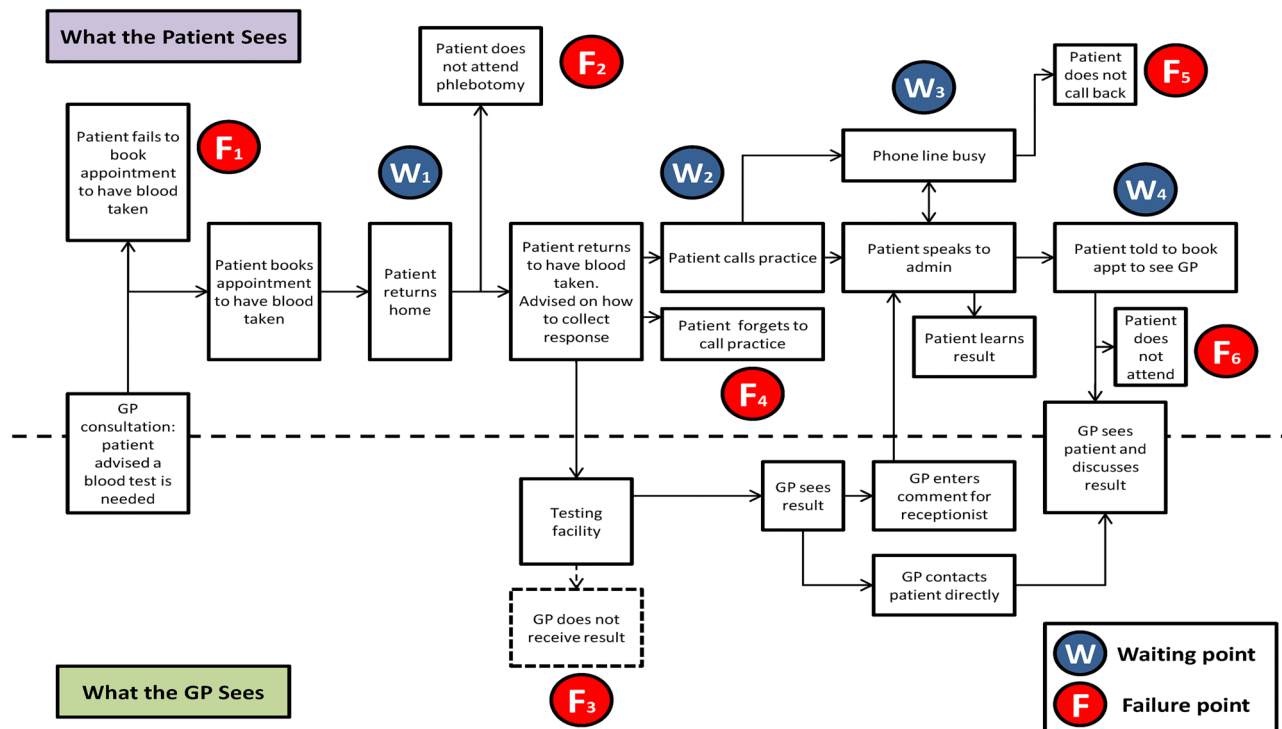 What the Patient Sees
Patient does
not attend
phlebotomy
F2
W3
Patient
does not
call back
F5
Patient fails to
book
appointment
to have blood
taken
F1
W1
W2
Phone line busy
W4
Patient books
appointment
to have blood
taken
Patient
returns
home
Patient returns
to have blood
taken.
Advised on how
to collect
response
Patient calls practice
Patient speaks to
admin
Patient told to book
appt to see GP
Patient forgets to
call practice
F4
Patient learns
result
Patient
does not
attend
F6
GP
consultation:
patient
advised a
blood test is
needed
GP sees
patient and
discusses
result
Testing
facility
GP sees
result
GP enters
comment for
receptionist
GP contacts
patient directly
GP does not
receive result
F3
What the GP Sees
W Waiting point
F Failure point